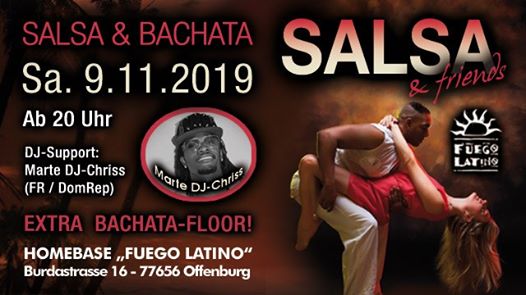 SALSA & BACHATA
Sa. 9.11.2019
Ab 20 Uhr
DJ-Support:
Marte DJ-Chriss
(FR / DomRep)
Marte DJ-Chriss
EXTRA BACHATA-FLOOR!
HOMEBASE „FUEGO LATINO“
Burdastrasse 16 - 77656 Offenburg
SALSA
& friends
FUEGO
LATINO